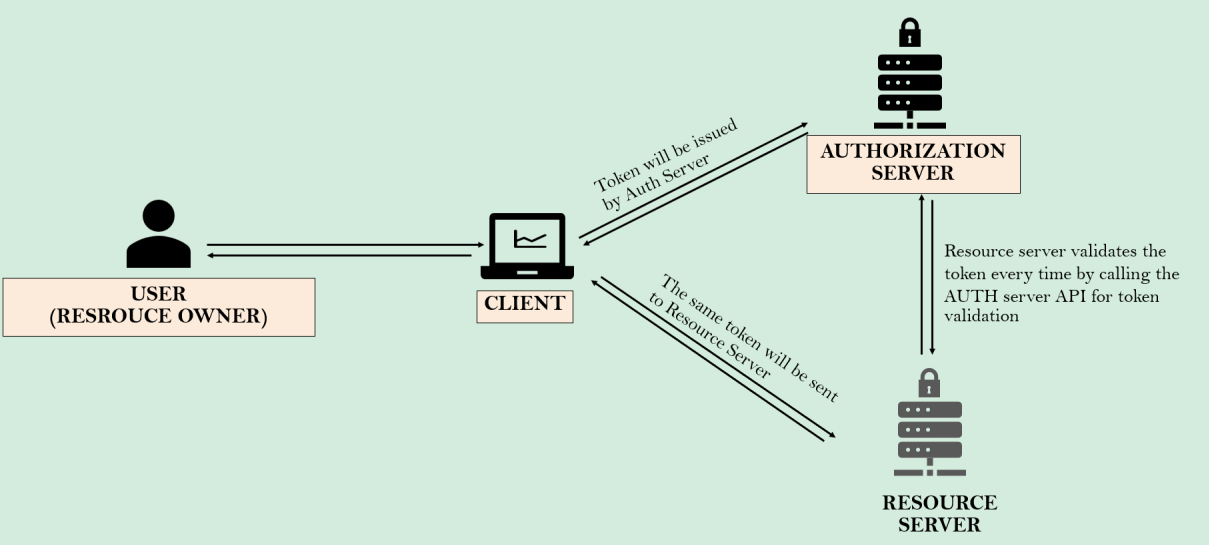 Token will be issued
by Auth Server
AUTHORIZATION
SERVER
Resource server validates the
token every time by calling the
AUTH server API for token
validation
USER
(RESROUCE OWNER)
CLIENT
The same token will be sent
to Resource Server
RESOURCE
SERVER